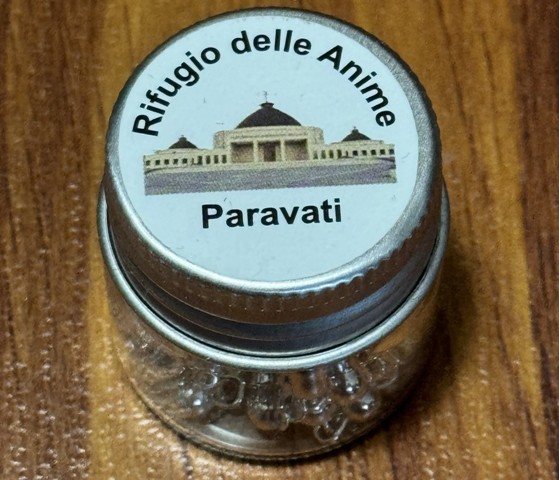 Rifugio delle Anime
Paravati